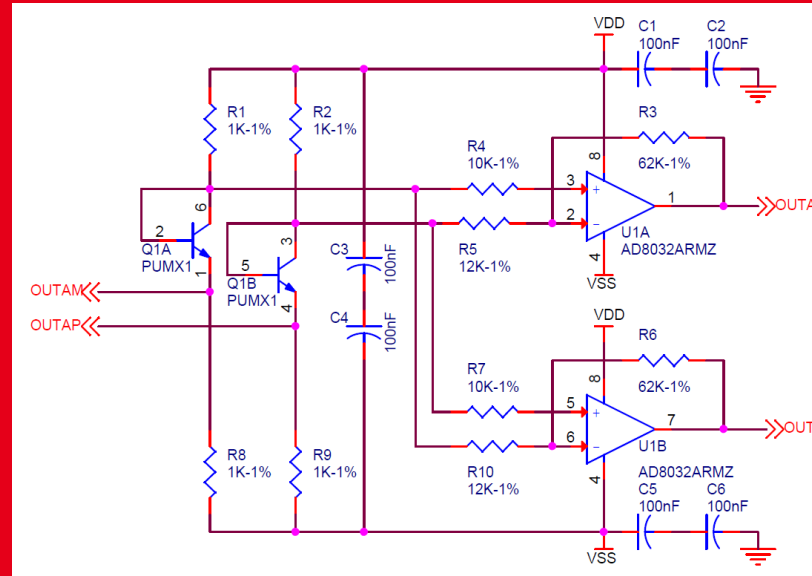 VDD
C1
100nF
C2
100nF
R1
1K-1%
R2
1K-1%
R3
62K-1%
R4
10K-1%
8
3
+
1
OUTA
2
-
6
2
Q1A
PUMX1
1
3
5
Q1B
PUMX1
4
R5
12K-1%
U1A
AD8032ARMZ
4
VSS
C3
100nF
OUTAM
OUTAP
C4
100nF
VDD
R6
62K-1%
R7
10K-1%
8
5
+
7
OUT
6
-
U1B
R8
1K-1%
R9
1K-1%
R10
12K-1%
4
AD8032ARMZ
C5
100nF
C6
100nF
VSS